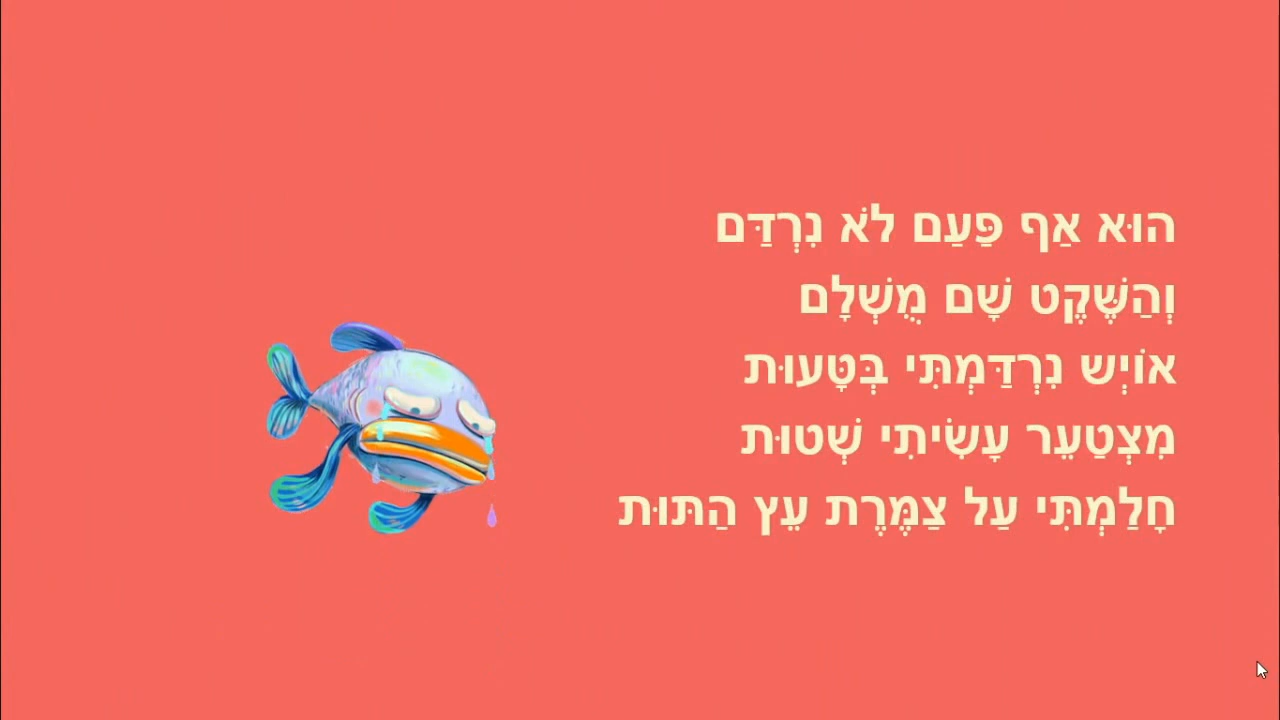 הוּא אַף פַּעַם לֹא נִרְדַּם
וְהַשֶּׁקֶט שָׁם מֻשְׁלָם
אוֹיְש נִרְדַּמְתִּי בְּטָעוּת
מִצְטַעֵר עָשִׂיתִי שְׁטוּת
חָלַמְתִּי עַל צַמֶּרֶת עֵץ הַתּוּת